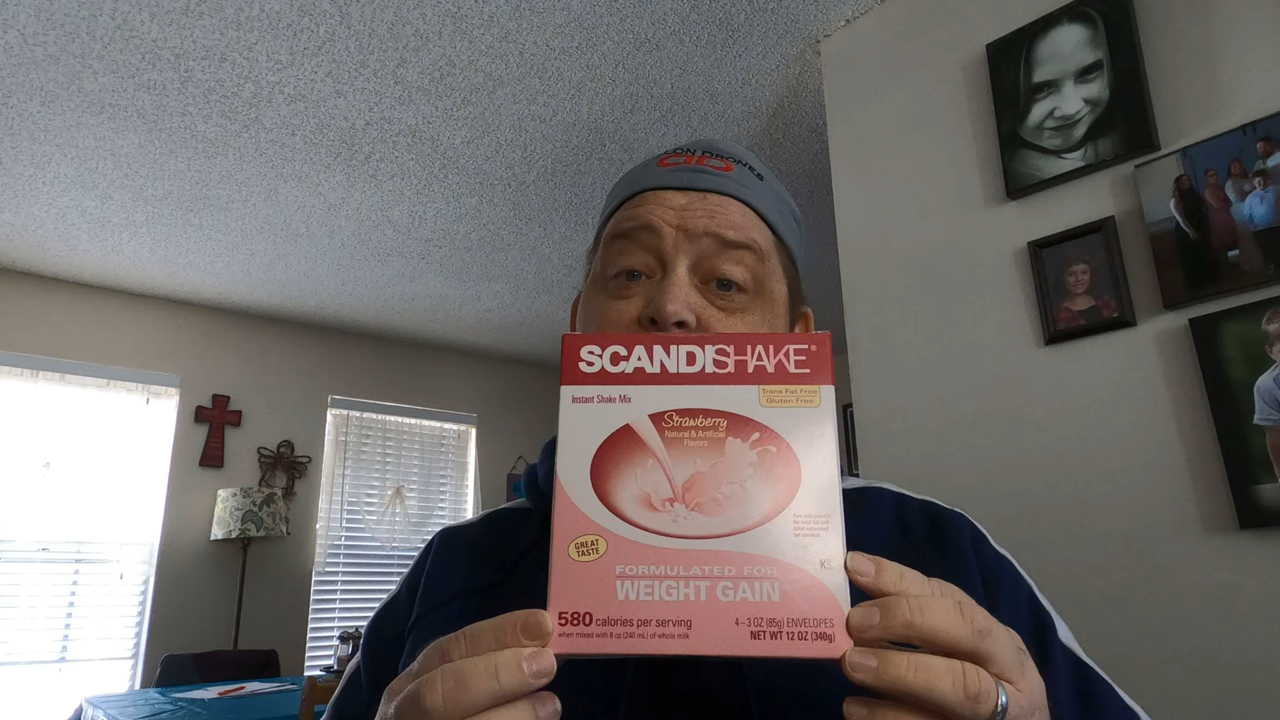 ON DRONES
SCANDISHAKE®
Instant Shake Mix
Trans Fat Free
Gluten Free
Strawberry
Natural & Artificial
Flavors
GREAT
TASTE
FORMULATED FOR
WEIGHT GAIN
K
580 calories per serving
when mixed with 8 oz (240 mL) of whole milk
4–3 OZ (85g) ENVELOPES
NET WT 12 OZ (340g)